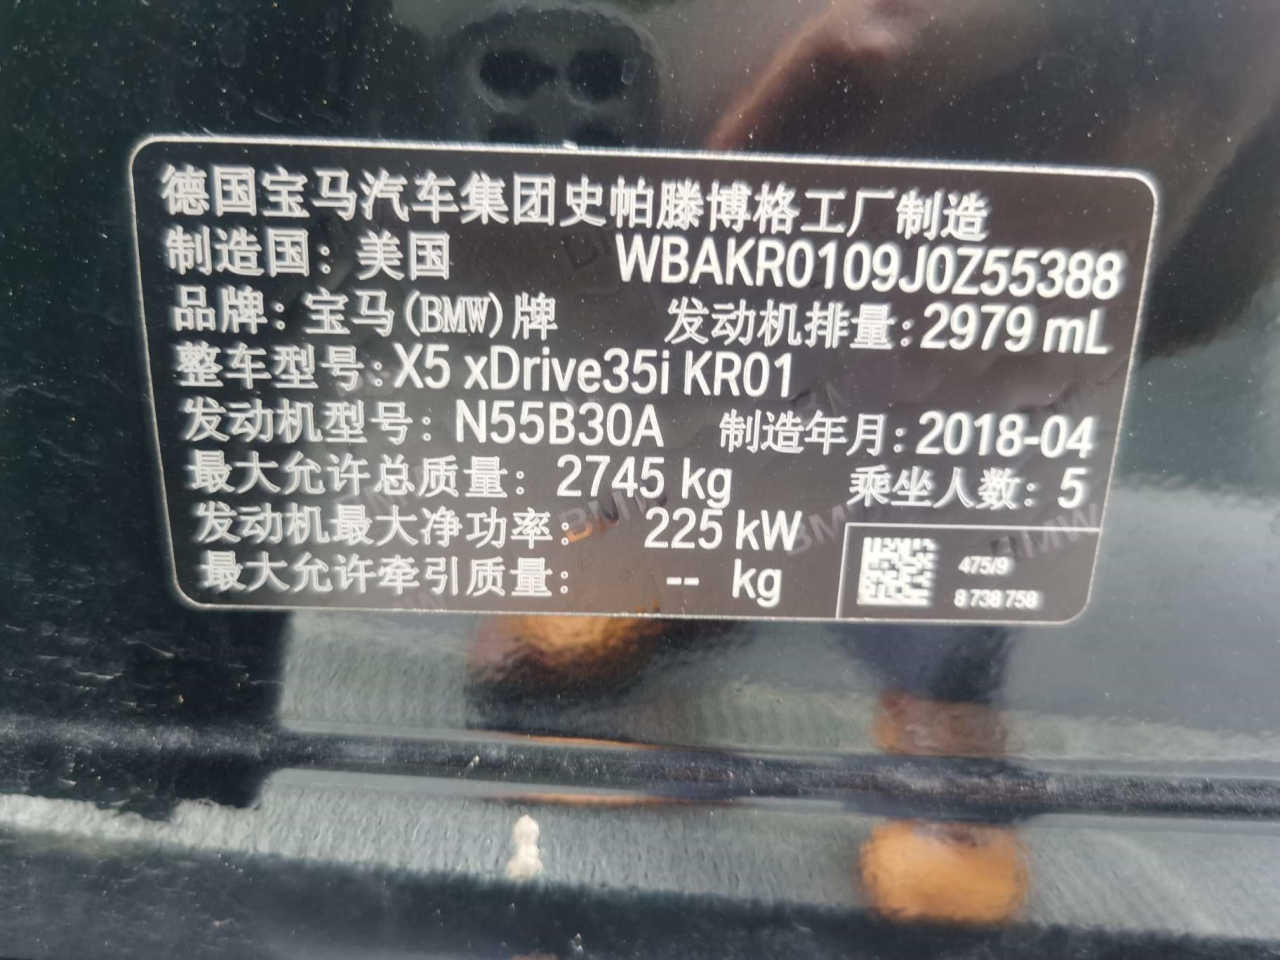 德国宝马汽车集团史帕滕博格工厂制造
制造国: 美国 WBAKR0109J0Z55388
品牌: 宝马(BMW)牌 发动机排量: 2979 mL
整车型号: X5 xDrive35i KR01
发动机型号: N55B30A 制造年月: 2018-04
最大允许总质量: 2745 kg 乘坐人数: 5
发动机最大净功率: 225 kW
最大允许牵引质量: -- kg
475/9
8 738 758